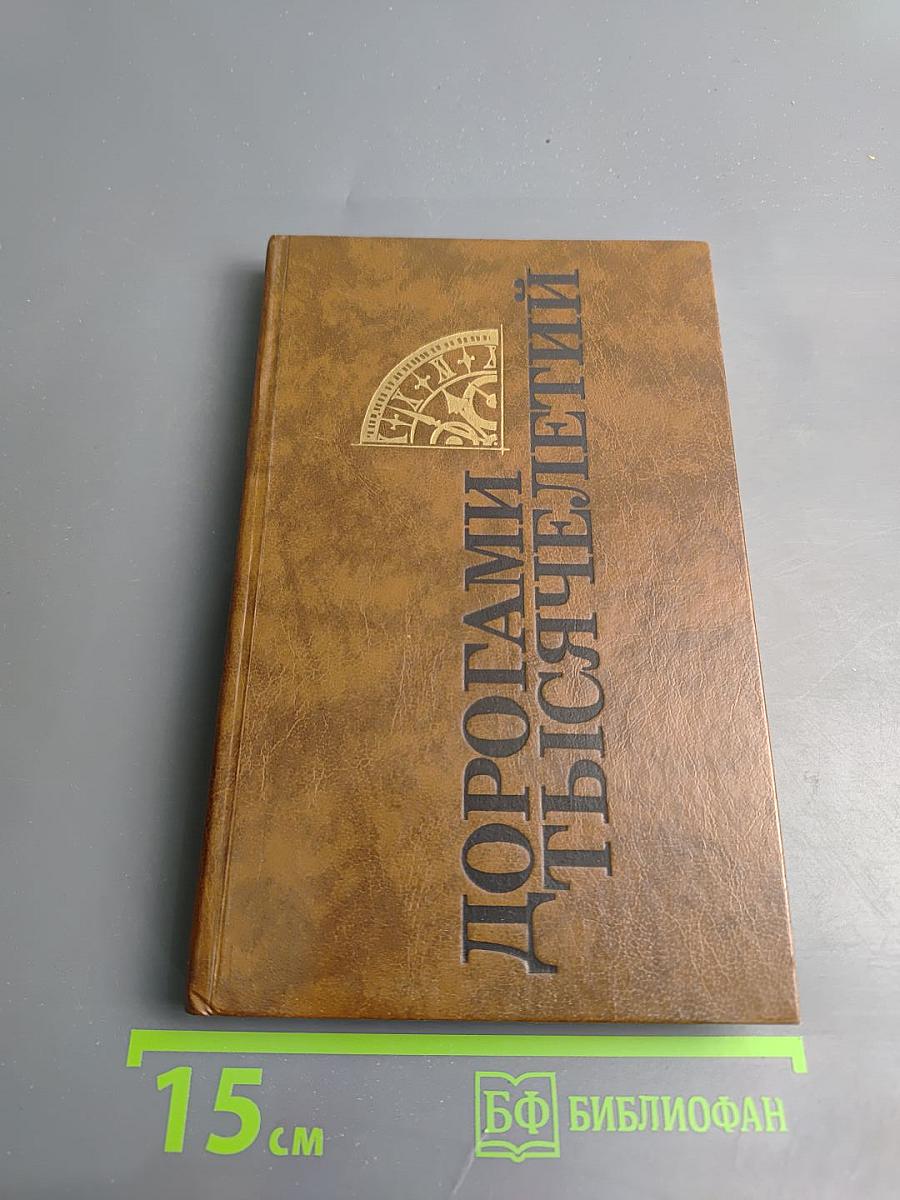 ДОРОГАМИ
ТЫСЯЧЕЛЕТИЙ
15 см
БФ БИБЛИОФАН